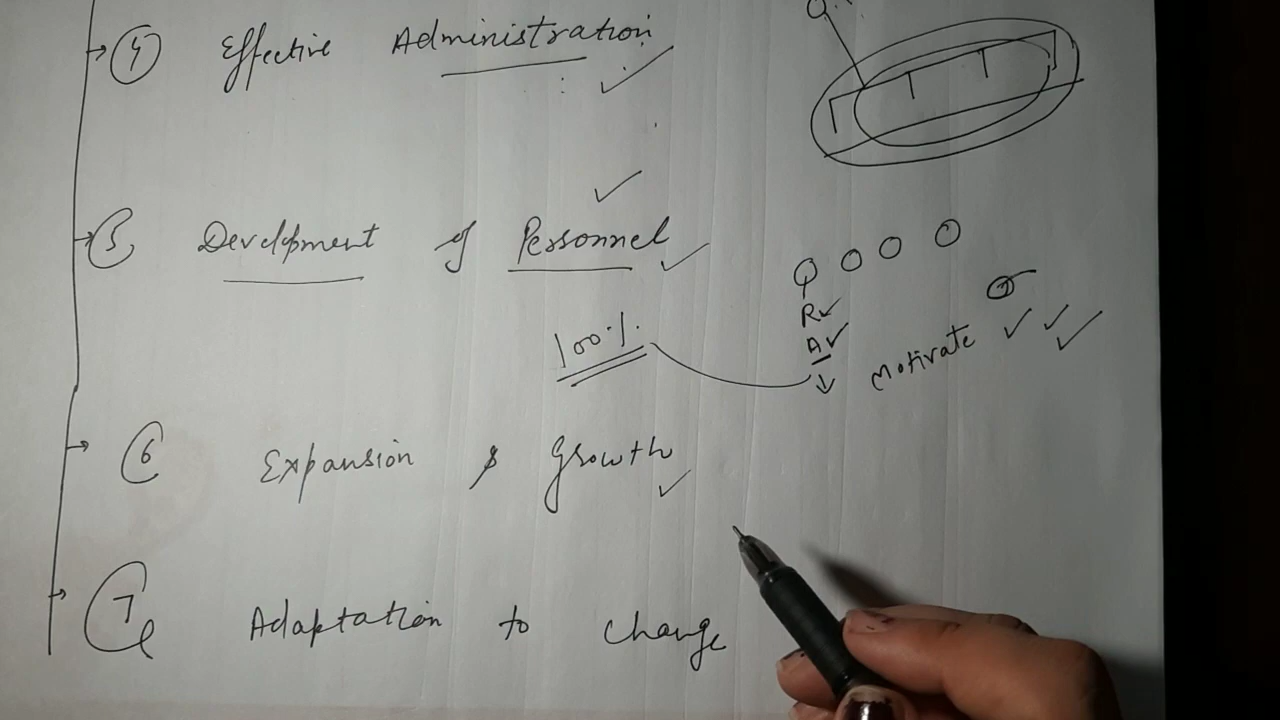 4 Effective Administration
5 Development of Personnel
100%
R
A
Motivate
6 Expansion & Growth
7 Adaptation to change